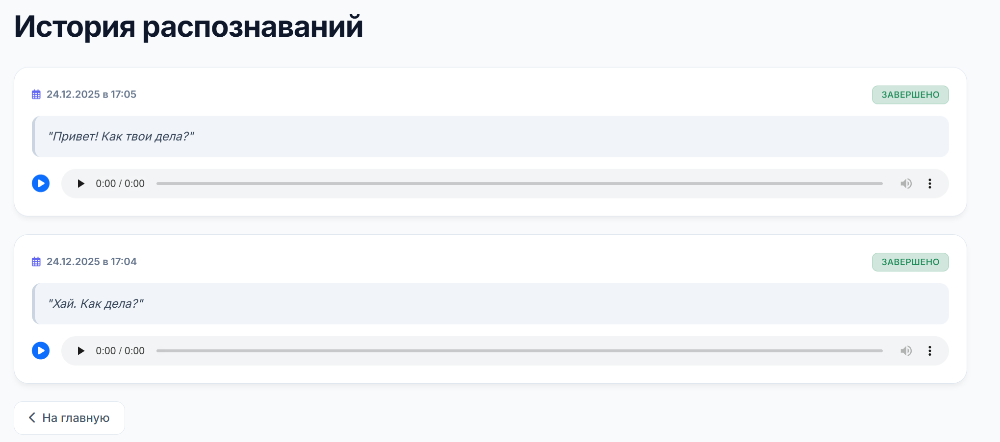 История распознаваний
24.12.2025 в 17:05
ЗАВЕРШЕНО
"Привет! Как твои дела?"
0:00 / 0:00
24.12.2025 в 17:04
ЗАВЕРШЕНО
"Хай. Как дела?"
0:00 / 0:00
На главную